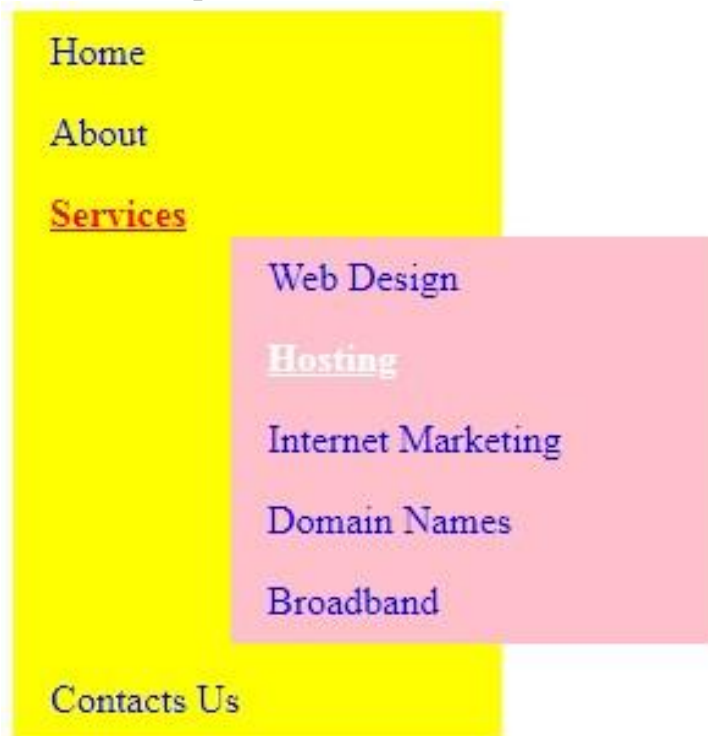 Home
About
Services
Web Design
Hosting
Internet Marketing
Domain Names
Broadband
Contacts Us